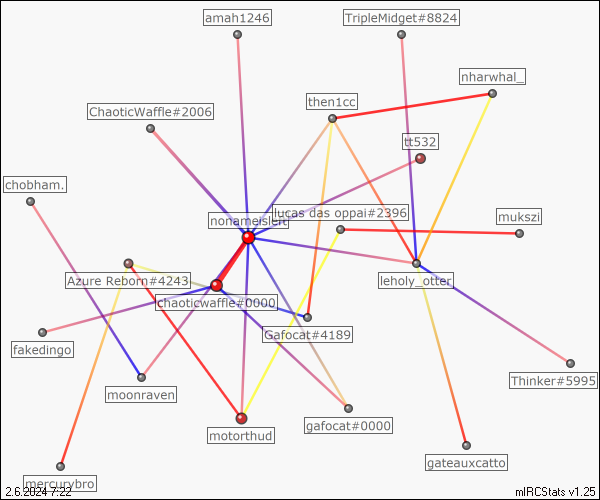 amah1246
TripleMidget#8824
nharwhal_
then1cc
ChaoticWaffle#2006
tt532
chobham.
lucas das oppai#2396
mukszi
Azure Reborn#4243
leholy_otter
chaoticwaffle#0000
Gafocat#4189
fakedingo
Thinker#5995
moonraven
gafocat#0000
motorthud
gateauxcatto
mercurybro
2.6.2024 7:22
mIRCStats v1.25